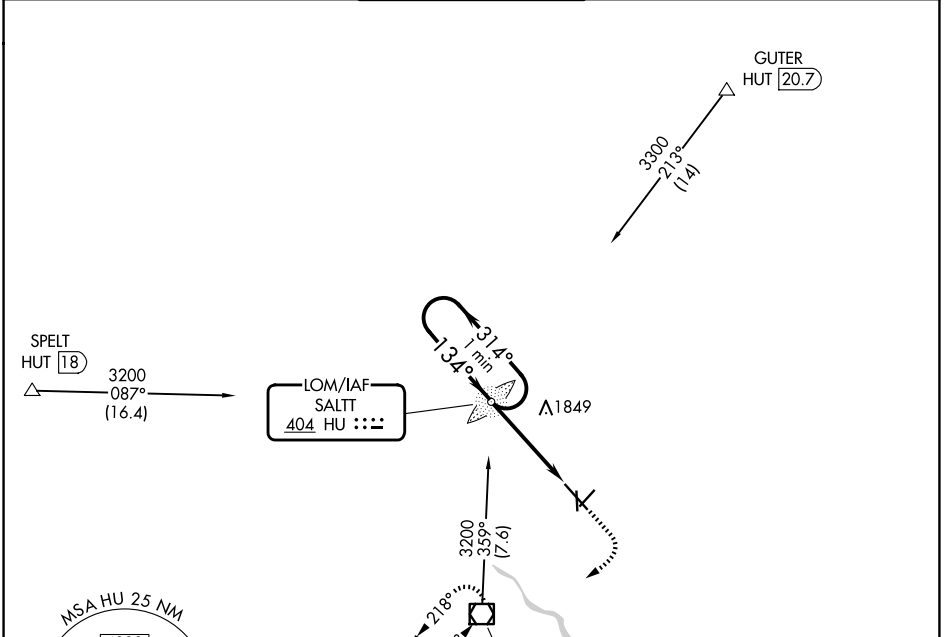 GUTER
HUT 20.7
3300
213°
(14)
SPELT
HUT 18
3200
087°
(16.4)
LOM/IAF
SALTT
404 HU
314°
1 min
134°
1849
3200
359°
(7.6)
218°
MSA HU 25 NM